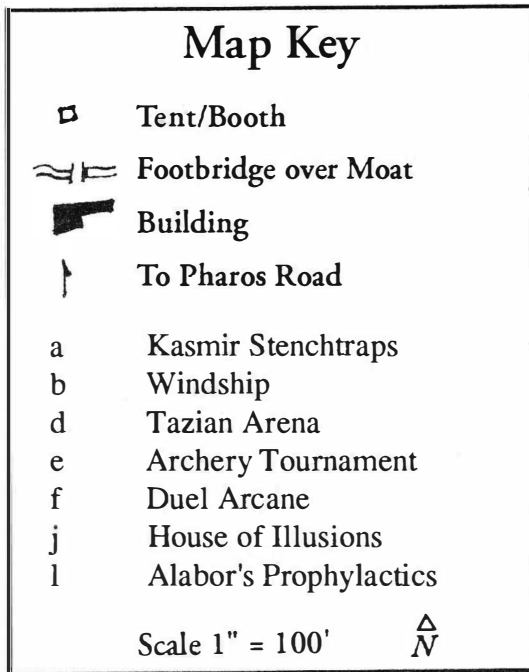 Map Key
Tent/Booth
Footbridge over Moat
Building
To Pharos Road
a Kasmir Stenchtraps
b Windship
d Tazian Arena
e Archery Tournament
f Duel Arcane
j House of Illusions
l Alabor's Prophylactics
Scale 1" = 100' N